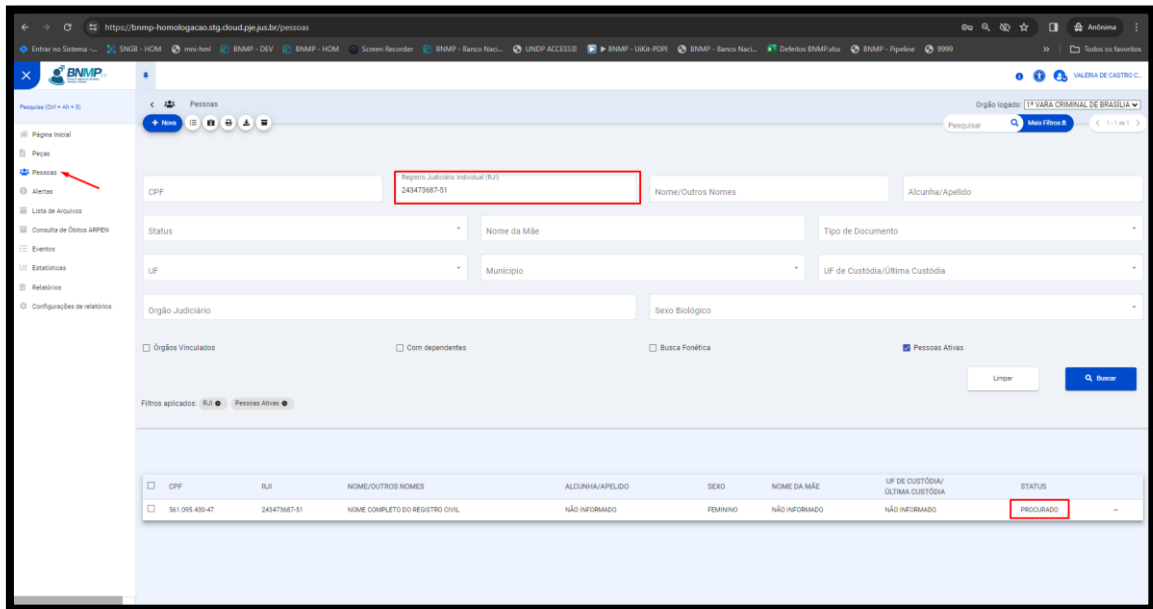 https://bnmp-homologacao.stg.cloud.pje.jus.br/pessoas
Anônima
Entrar no Sistema -...
SNGB - HOM
mni-hml
BNMP - DEV
BNMP - HOM
Screen Recorder
BNMP - Banco Naci...
UNDP ACCESSIB
BNMP - UiKit-PDPJ
BNMP - Banco Naci...
Defeitos BNMP.xlsx
BNMP - Pipeline
9999
»
Todos os favoritos
BNMP
VALERIA DE CASTRO C...
Pesquisa (Ctrl + Alt + S)
Página Inicial
Peças
Pessoas
Alertas
Lista de Arquivos
Consulta de Óbitos ARPEN
Eventos
Estatísticas
Relatórios
Configurações de relatórios
Pessoas
Orgão logado: 1ª VARA CRIMINAL DE BRASÍLIA
+ Novo
Pesquisar
Mais Filtros
1 - 1 de 1
CPF
Registro Judiciário Individual (RJI)
243473687-51
Nome/Outros Nomes
Alcunha/Apelido
Status
Nome da Mãe
Tipo de Documento
UF
Município
UF de Custódia/Última Custódia
Orgão Judiciário
Sexo Biológico
Órgãos Vinculados
Com dependentes
Busca Fonética
Pessoas Ativas
Limpar
Buscar
Filtros aplicados: RJI Pessoas Ativas
CPF RJI NOME/OUTROS NOMES ALCUNHA/APELIDO SEXO NOME DA MÃE UF DE CUSTÓDIA/ ÚLTIMA CUSTÓDIA STATUS
561.095.430-47 243473687-51 NOME COMPLETO DO REGISTRO CIVIL NÃO INFORMADO FEMININO NÃO INFORMADO NÃO INFORMADO PROCURADO